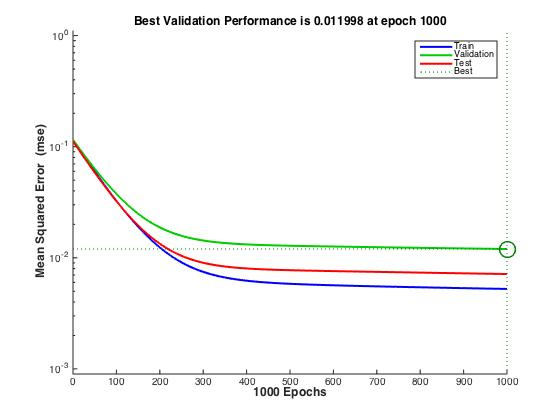 Best Validation Performance is 0.011998 at epoch 1000
Mean Squared Error (mse)
10^0
10^-1
10^-2
10^-3
Train
Validation
Test
Best
0 100 200 300 400 500 600 700 800 900 1000
1000 Epochs